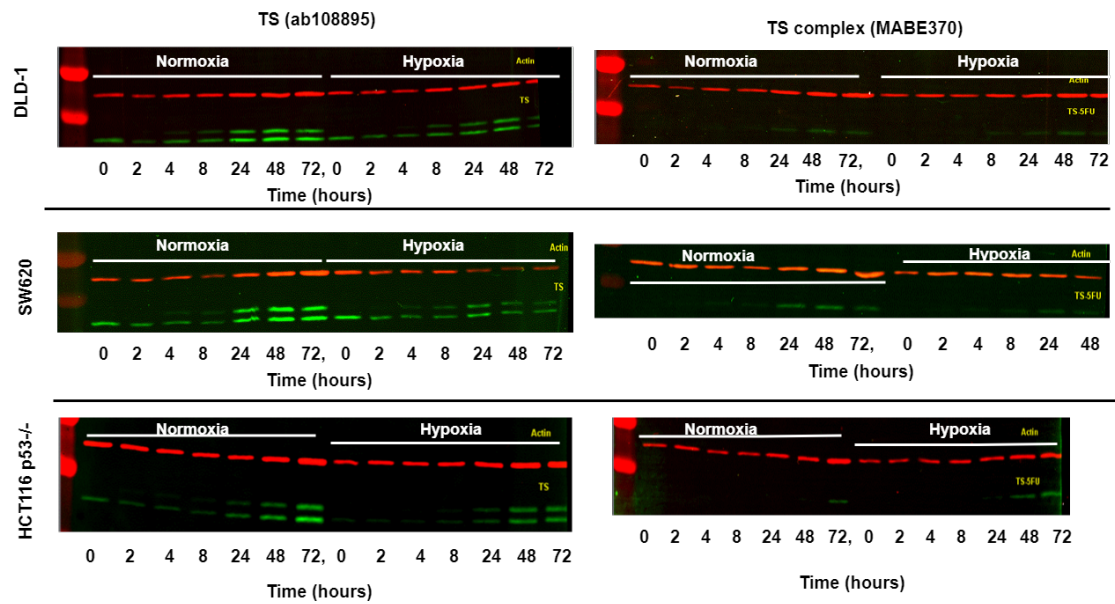 TS (ab108895)
TS complex (MABE370)
DLD-1
Normoxia
Hypoxia
Actin
TS
0 2 4 8 24 48 72, 0 2 4 8 24 48 72
Time (hours)
Normoxia
Hypoxia
Actin
TS-5FU
0 2 4 8 24 48 72, 0 2 4 8 24 48 72
Time (hours)
SW620
Normoxia
Hypoxia
Actin
TS
0 2 4 8 24 48 72, 0 2 4 8 24 48 72
Time (hours)
Normoxia
Hypoxia
Actin
TS-5FU
0 2 4 8 24 48 72, 0 2 4 8 24 48
Time (hours)
HCT116 p53-/-
Normoxia
Hypoxia
Actin
TS
0 2 4 8 24 48 72, 0 2 4 8 24 48 72
Time (hours)
Normoxia
Hypoxia
Actin
TS-5FU
0 2 4 8 24 48 72, 0 2 4 8 24 48 72
Time (hours)